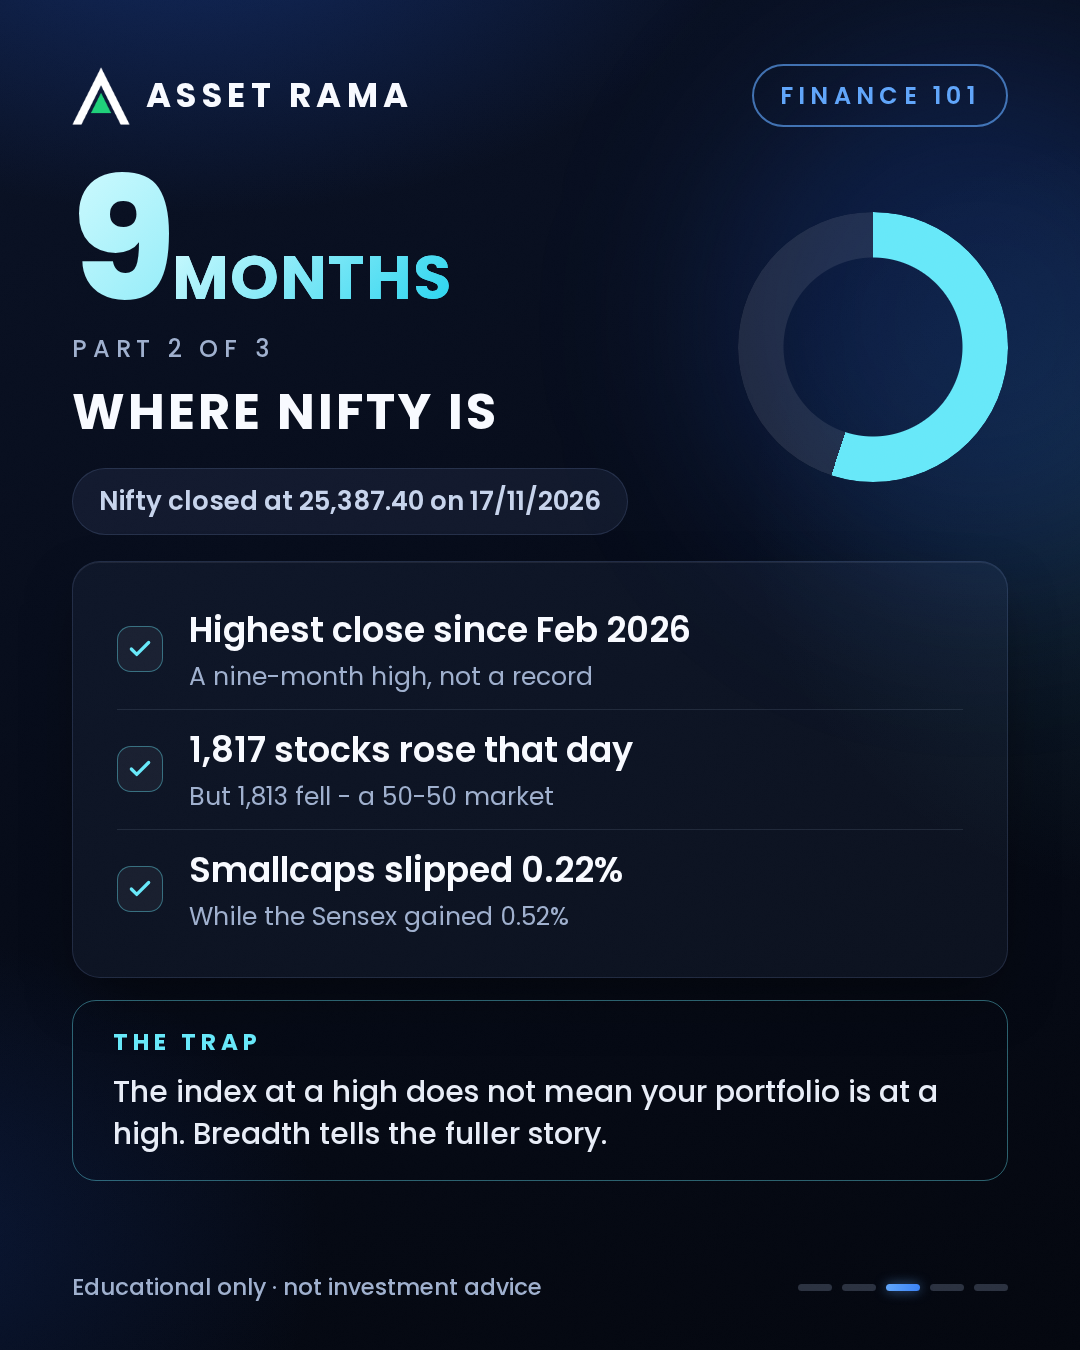 ASSET RAMA
FINANCE 101
9 MONTHS
PART 2 OF 3
WHERE NIFTY IS
Nifty closed at 25,387.40 on 17/11/2026
Highest close since Feb 2026
A nine-month high, not a record
1,817 stocks rose that day
But 1,813 fell - a 50-50 market
Smallcaps slipped 0.22%
While the Sensex gained 0.52%
THE TRAP
The index at a high does not mean your portfolio is at a
high. Breadth tells the fuller story.
Educational only · not investment advice